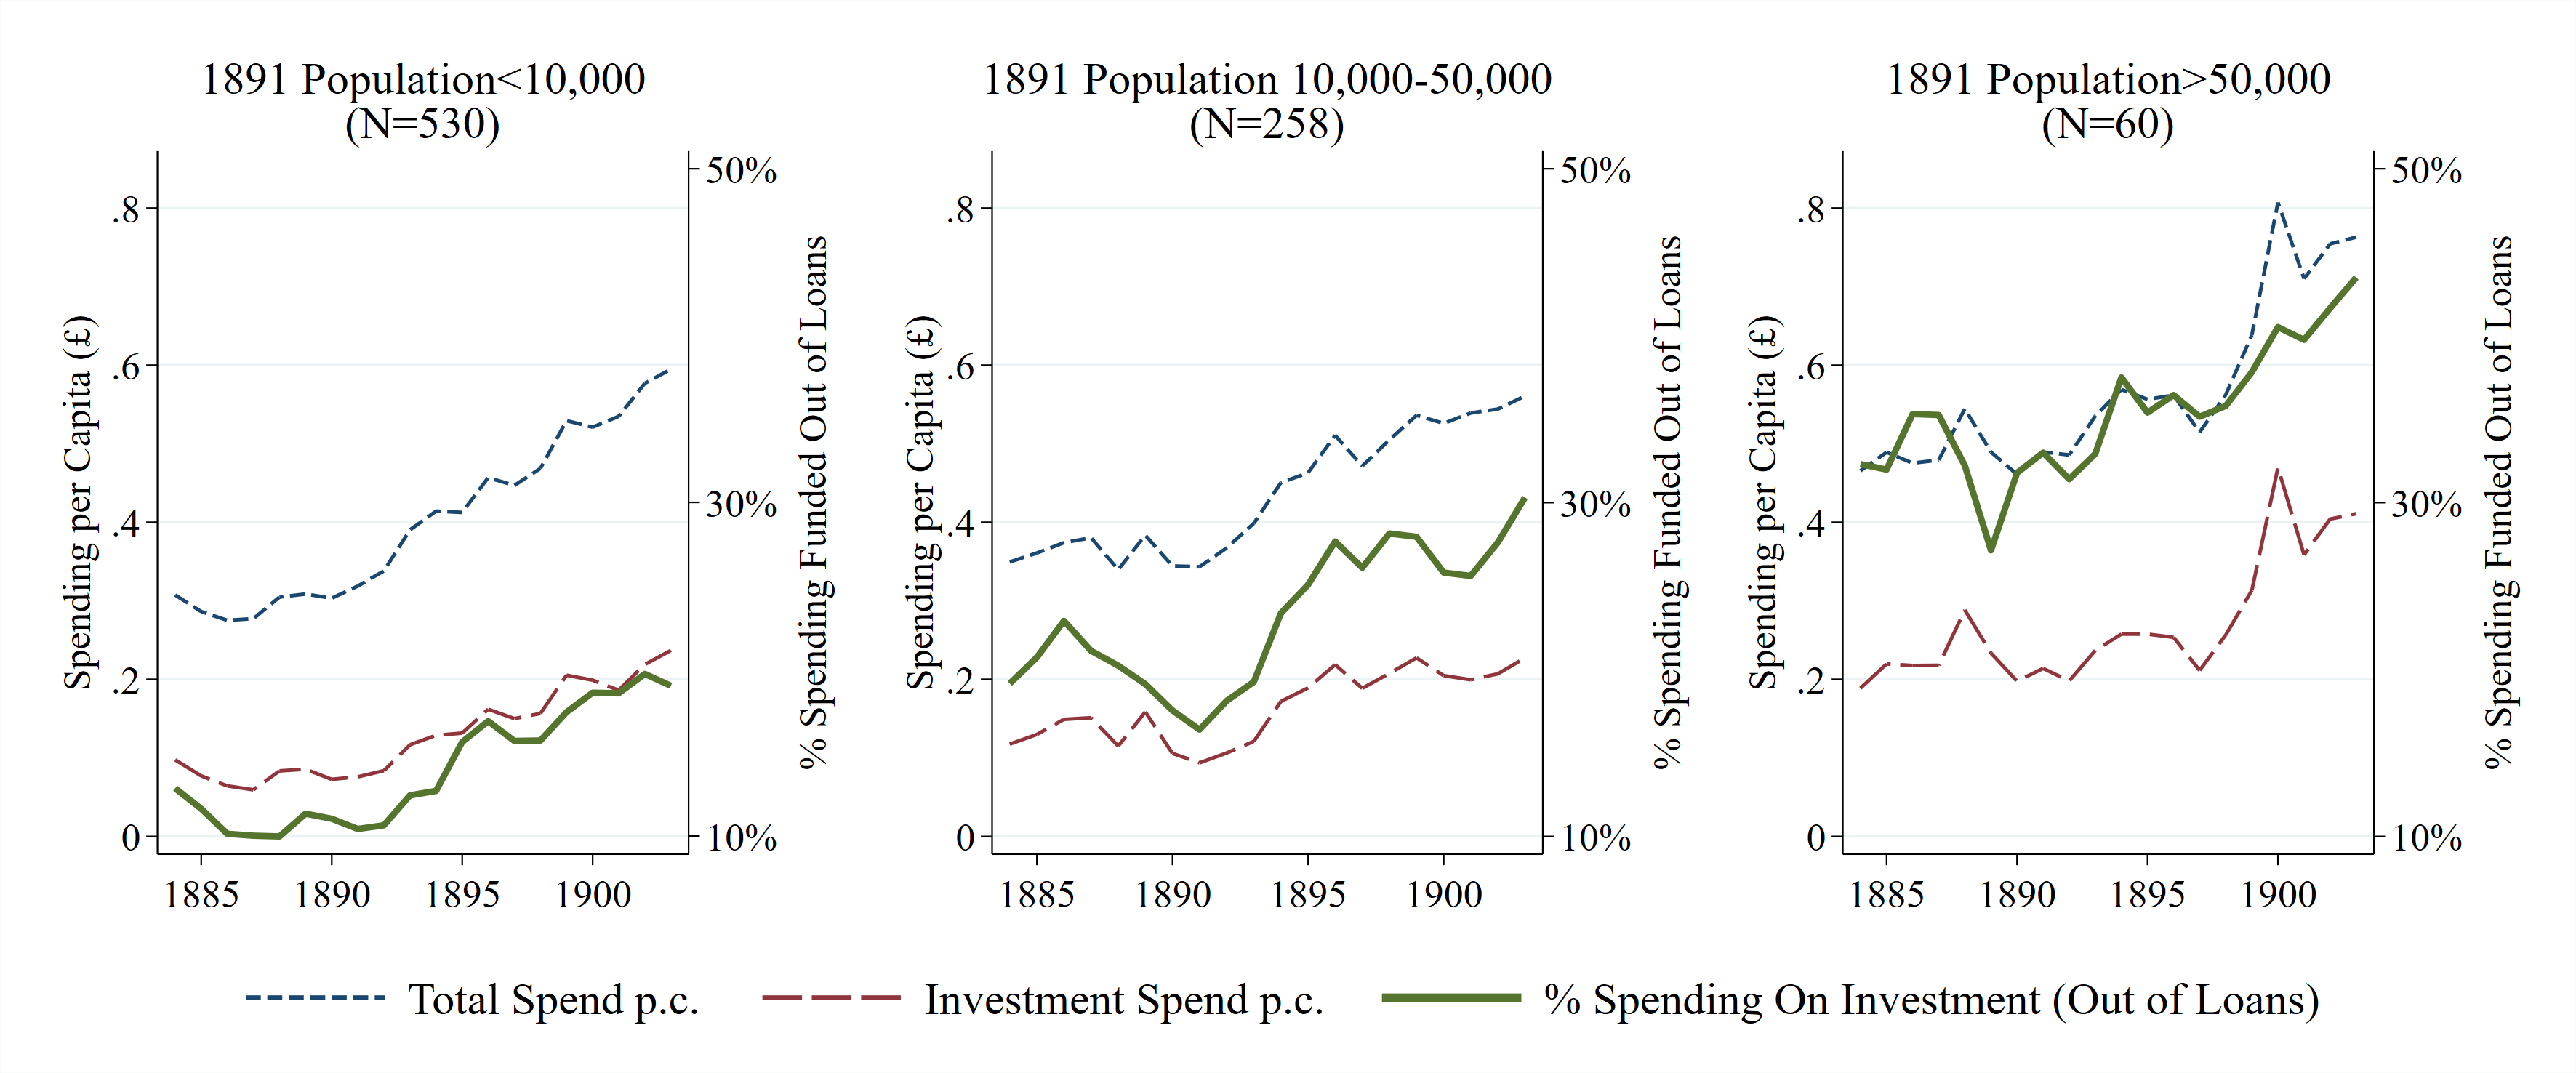 1891 Population<10,000
(N=530)
Spending per Capita (£)
.8
.6
.4
.2
0
50%
30%
10%
% Spending Funded Out of Loans
1885 1890 1895 1900
1891 Population 10,000-50,000
(N=258)
Spending per Capita (£)
.8
.6
.4
.2
0
50%
30%
10%
% Spending Funded Out of Loans
1885 1890 1895 1900
1891 Population>50,000
(N=60)
Spending per Capita (£)
.8
.6
.4
.2
0
50%
30%
10%
% Spending Funded Out of Loans
1885 1890 1895 1900
Total Spend p.c. Investment Spend p.c. % Spending On Investment (Out of Loans)